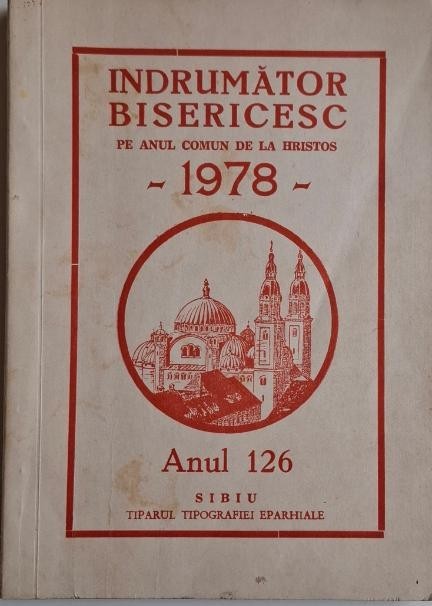 INDRUMĂTOR
BISERICESC
PE ANUL COMUN DE LA HRISTOS
- 1978 -
Anul 126
SIBIU
TIPARUL TIPOGRAFIEI EPARHIALE